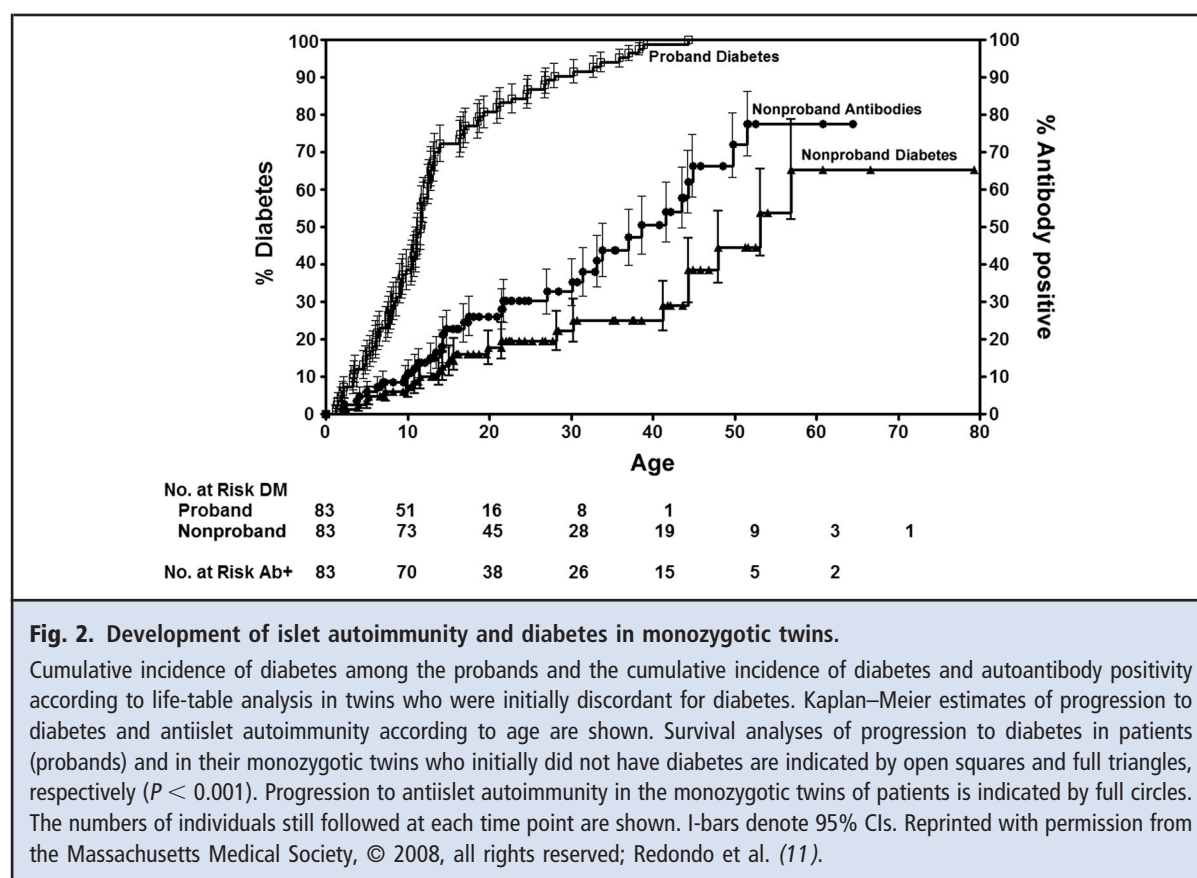 100
90
80
70
60
50
40
30
20
10
0
% Diabetes
Proband Diabetes
Nonproband Antibodies
Nonproband Diabetes
100
90
80
70
60
50
40
30
20
10
0
% Antibody positive
0 10 20 30 40 50 60 70 80
Age
No. at Risk DM
Proband 83 51 16 8 1
Nonproband 83 73 45 28 19 9 3 1
No. at Risk Ab+ 83 70 38 26 15 5 2
Fig. 2. Development of islet autoimmunity and diabetes in monozygotic twins.
Cumulative incidence of diabetes among the probands and the cumulative incidence of diabetes and autoantibody positivity
according to life-table analysis in twins who were initially discordant for diabetes. Kaplan–Meier estimates of progression to
diabetes and antiislet autoimmunity according to age are shown. Survival analyses of progression to diabetes in patients
(probands) and in their monozygotic twins who initially did not have diabetes are indicated by open squares and full triangles,
respectively (P < 0.001). Progression to antiislet autoimmunity in the monozygotic twins of patients is indicated by full circles.
The numbers of individuals still followed at each time point are shown. I-bars denote 95% CIs. Reprinted with permission from
the Massachusetts Medical Society, © 2008, all rights reserved; Redondo et al. (11).